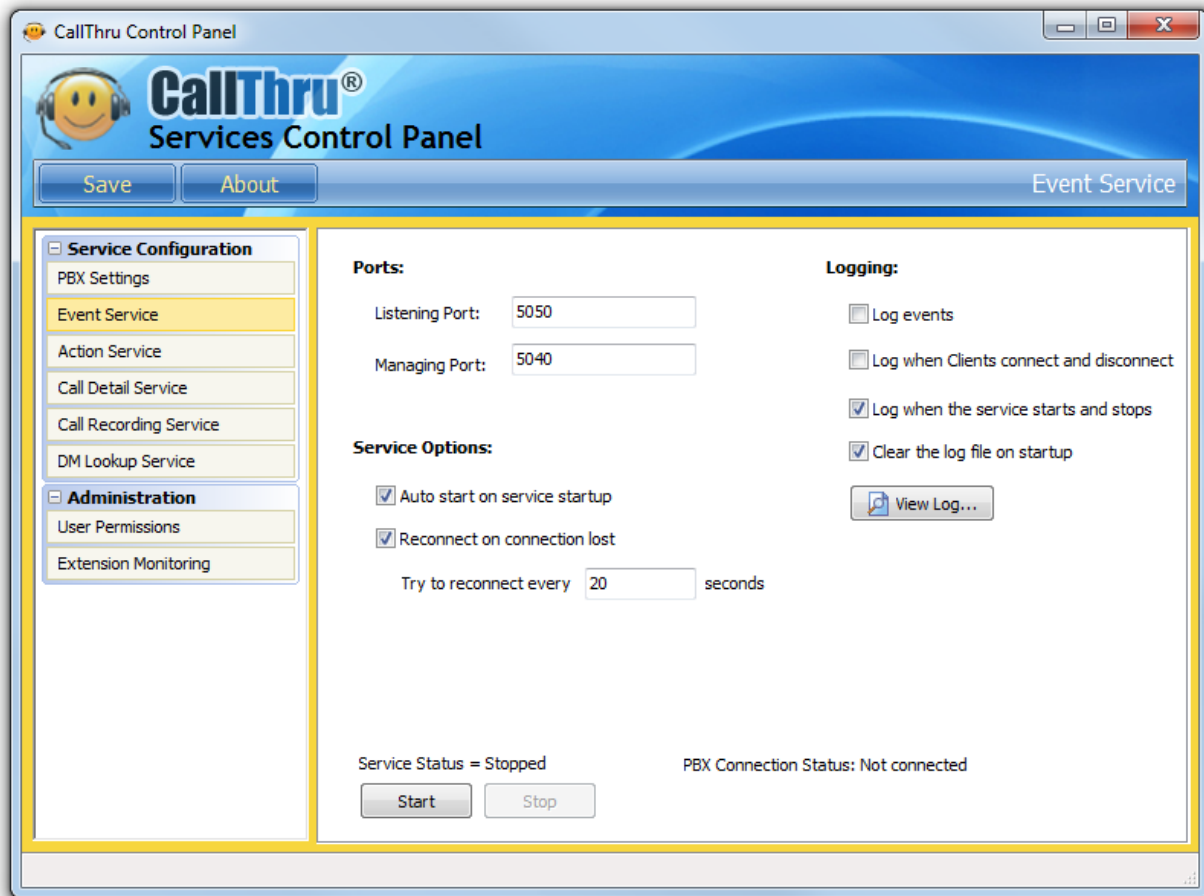 CallThru Control Panel
CallThru®
Services Control Panel
Save About Event Service
Service Configuration
PBX Settings
Event Service
Action Service
Call Detail Service
Call Recording Service
DM Lookup Service
Administration
User Permissions
Extension Monitoring
Ports:
Listening Port: 5050
Managing Port: 5040
Service Options:
Auto start on service startup
Reconnect on connection lost
Try to reconnect every 20 seconds
Logging:
Log events
Log when Clients connect and disconnect
Log when the service starts and stops
Clear the log file on startup
View Log...
Service Status = Stopped
PBX Connection Status: Not connected
Start Stop